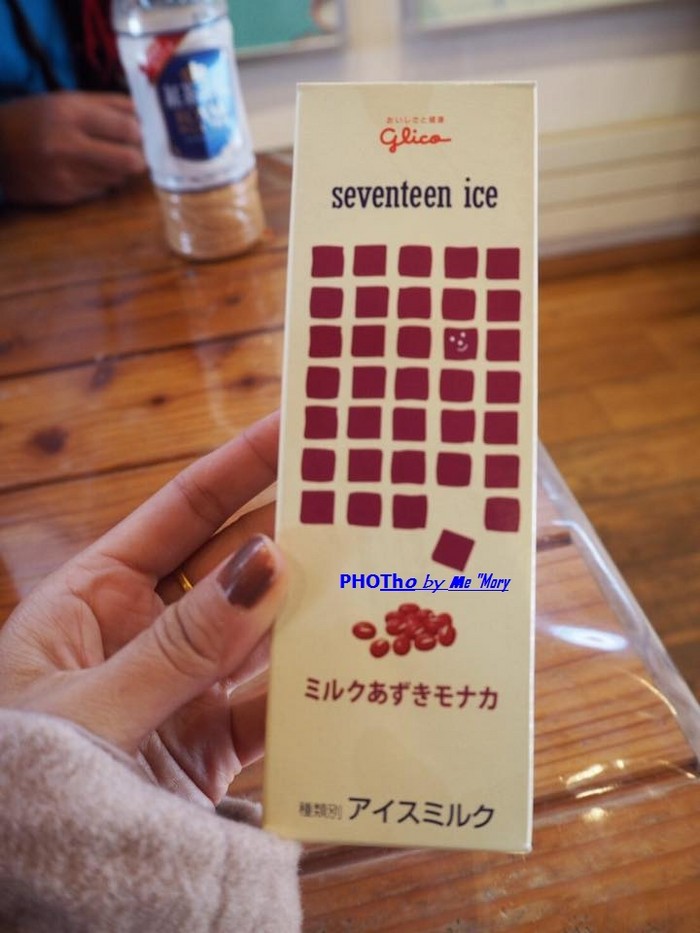 おいしさと健康
Glico
seventeen ice
PHOTho by Me "Mory
ミルクあずきモナカ
種類別 アイスミルク